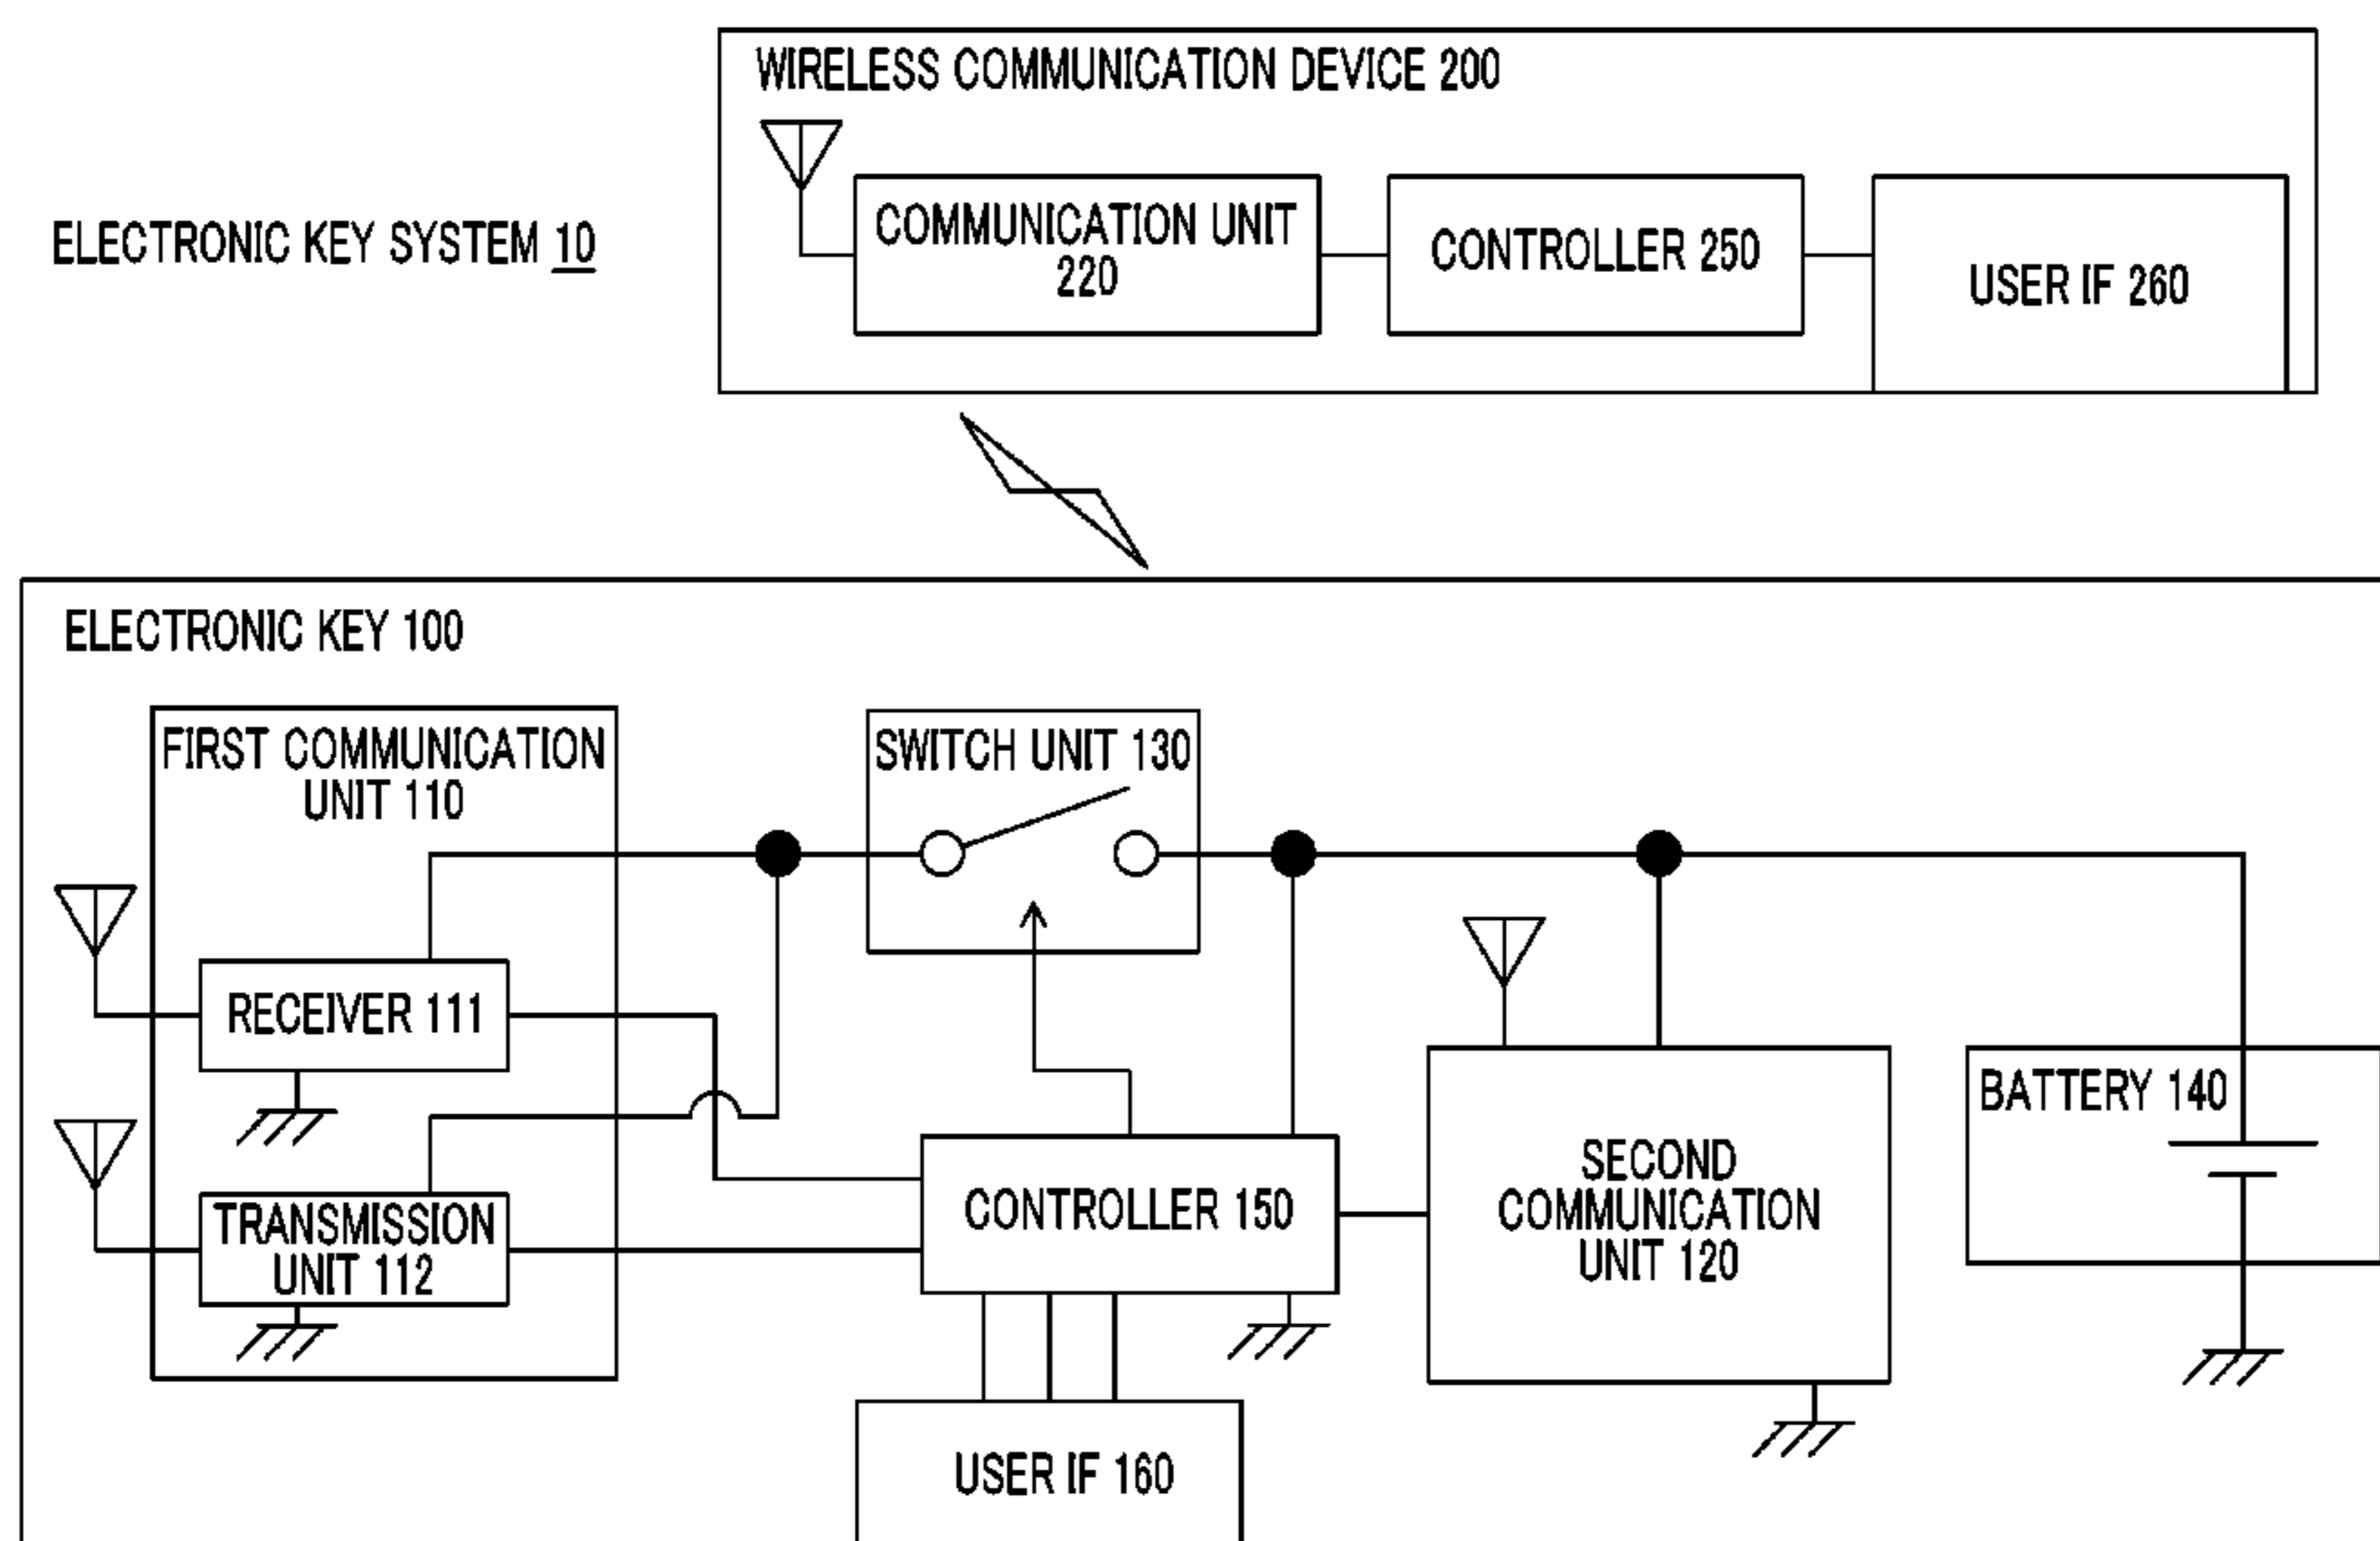 WIRELESS COMMUNICATION DEVICE 200
ELECTRONIC KEY SYSTEM 10
COMMUNICATION UNIT
220
CONTROLLER 250
USER IF 260
ELECTRONIC KEY 100
FIRST COMMUNICATION
UNIT 110
SWITCH UNIT 130
RECEIVER 111
TRANSMISSION
UNIT 112
CONTROLLER 150
SECOND
COMMUNICATION
UNIT 120
BATTERY 140
USER IF 160